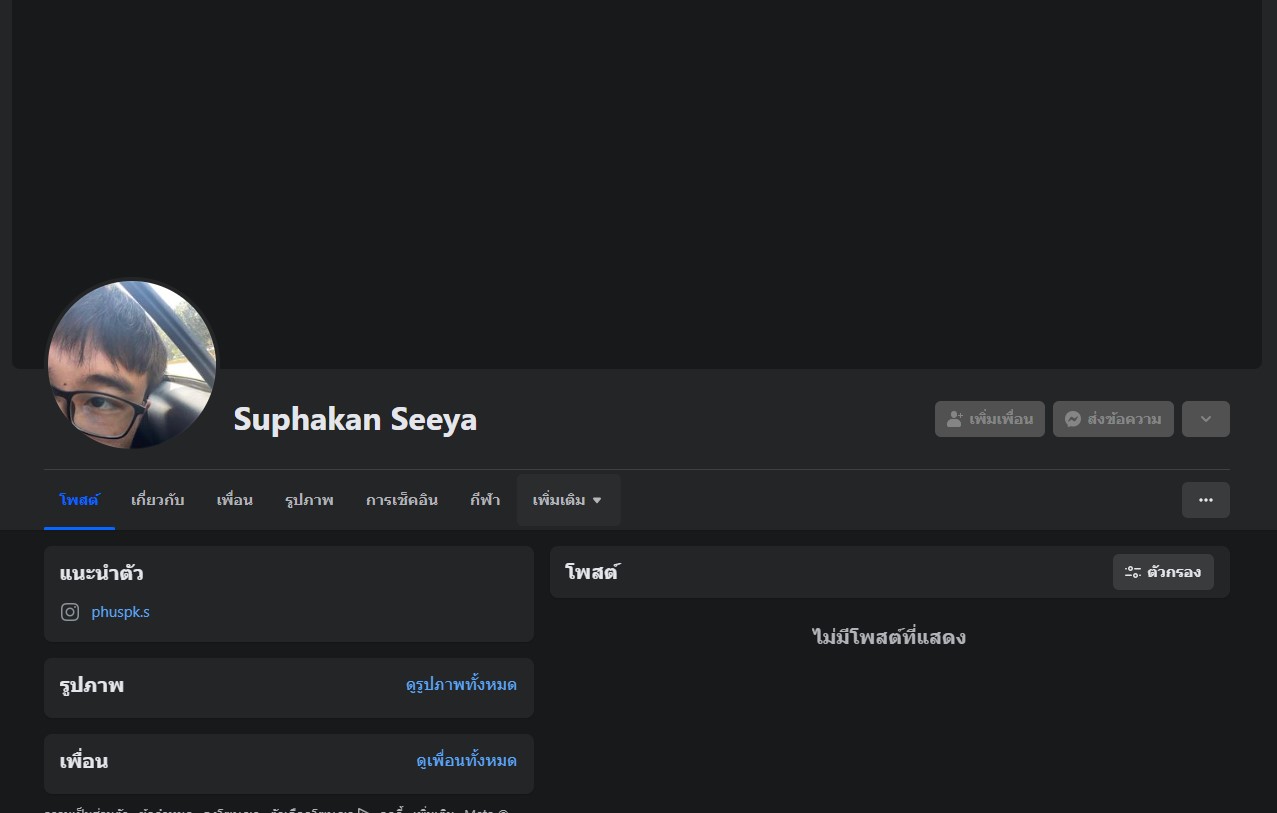 Suphakan Seeya
เพิ่มเพื่อน
ส่งข้อความ
โพสต์ เกี่ยวกับ เพื่อน รูปภาพ การเช็คอิน กีฬา เพิ่มเติม
แนะนำตัว
phuspk.s
โพสต์
ตัวกรอง
ไม่มีโพสต์ที่แสดง
รูปภาพ
ดูรูปภาพทั้งหมด
เพื่อน
ดูเพื่อนทั้งหมด